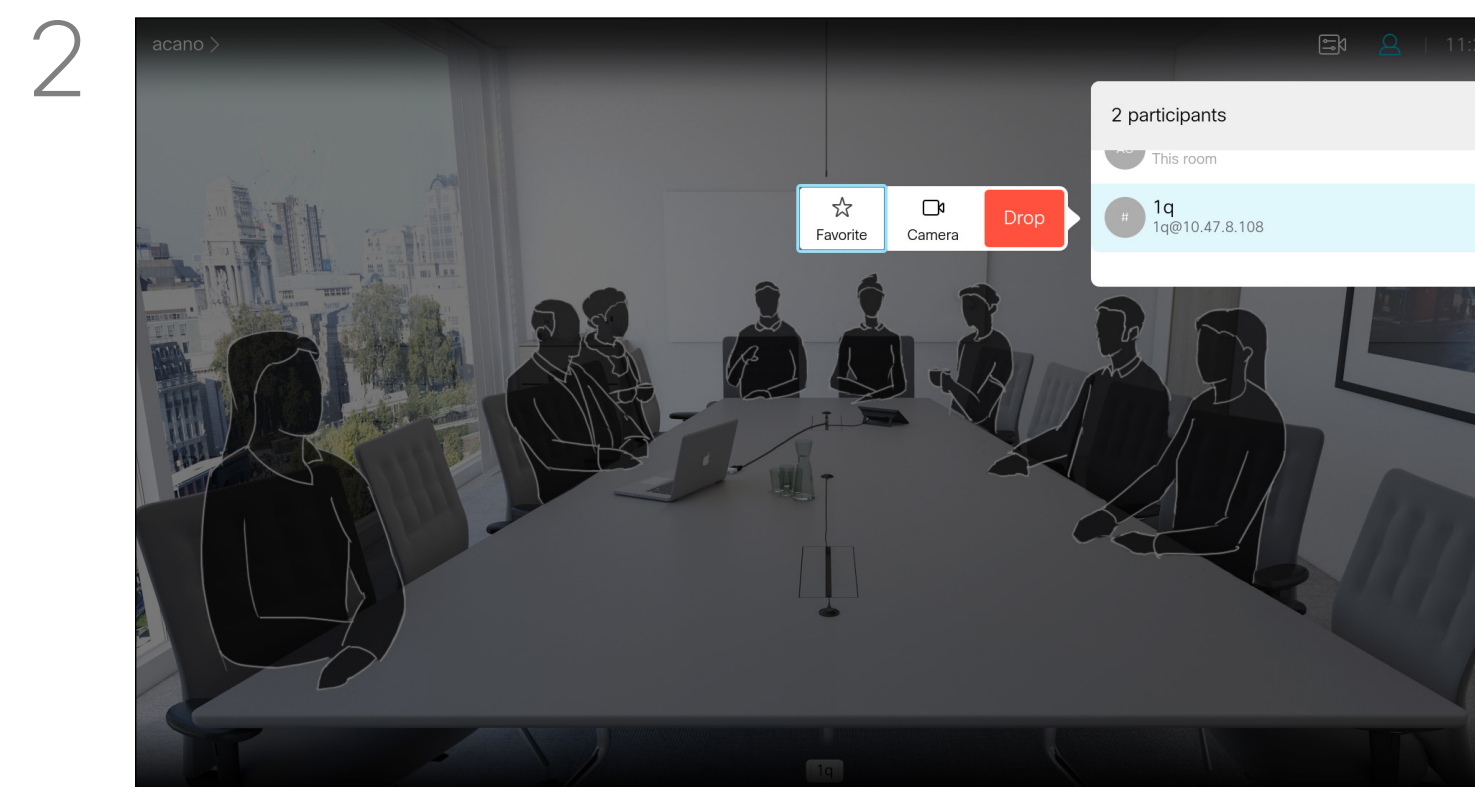 2
acano >
2 participants
This room
Favorite
Camera
Drop
#
1q
1q@10.47.8.108
1q